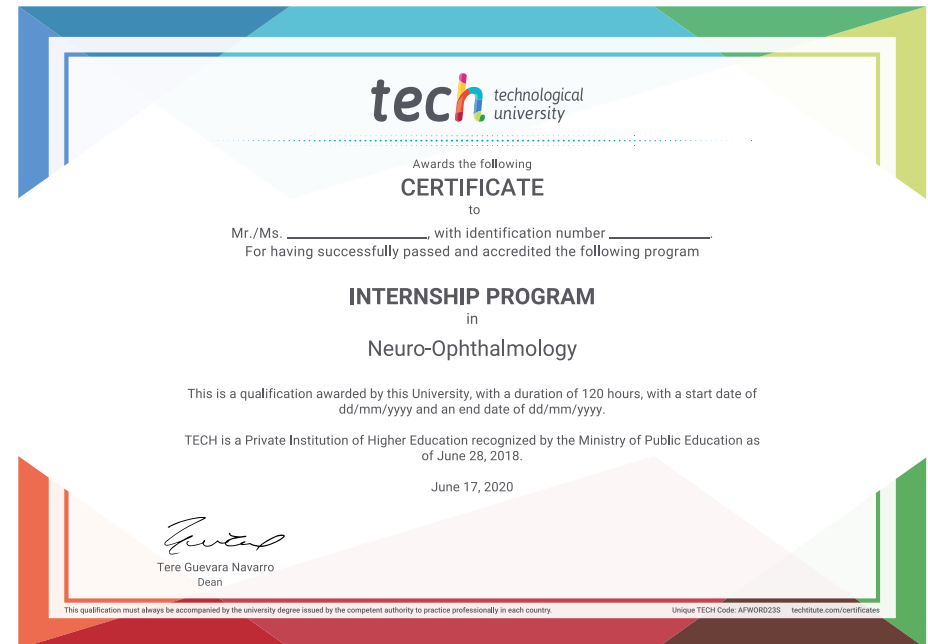 tech technological
university
Awards the following
CERTIFICATE
to
Mr./Ms. ____________________, with identification number ______________.
For having successfully passed and accredited the following program
INTERNSHIP PROGRAM
in
Neuro-Ophthalmology
This is a qualification awarded by this University, with a duration of 120 hours, with a start date of
dd/mm/yyyy and an end date of dd/mm/yyyy.
TECH is a Private Institution of Higher Education recognized by the Ministry of Public Education as
of June 28, 2018.
June 17, 2020
Tere Guevara Navarro
Dean
This qualification must always be accompanied by the university degree issued by the competent authority to practice professionally in each country.
Unique TECH Code: AFWORD23S techtitute.com/certificates